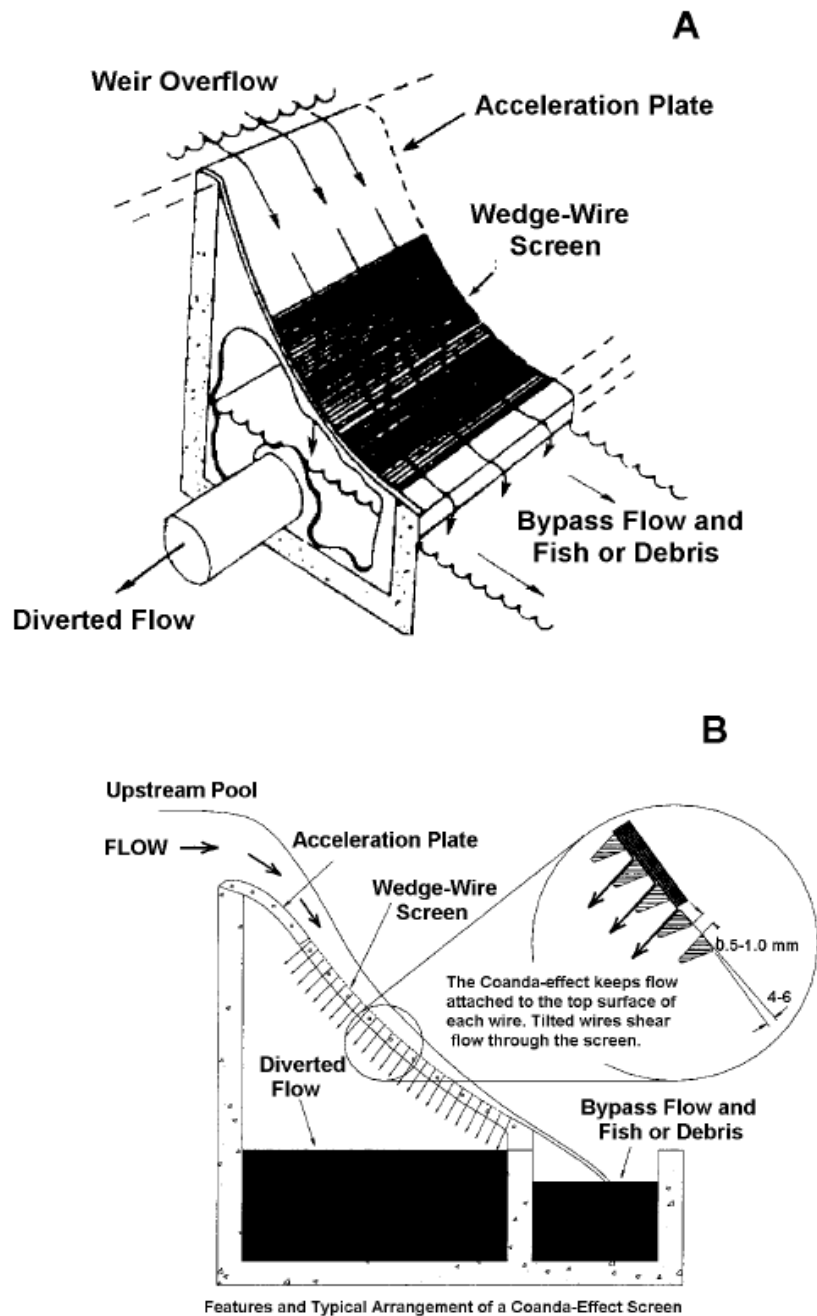 A
Weir Overflow
Acceleration Plate
Wedge-Wire
Screen
Bypass Flow and
Fish or Debris
Diverted Flow
B
Upstream Pool
FLOW
Acceleration Plate
Wedge-Wire
Screen
0.5-1.0 mm
4-6
The Coanda-effect keeps flow
attached to the top surface of
each wire. Tilted wires shear
flow through the screen.
Diverted
Flow
Bypass Flow and
Fish or Debris
Features and Typical Arrangement of a Coanda-Effect Screen